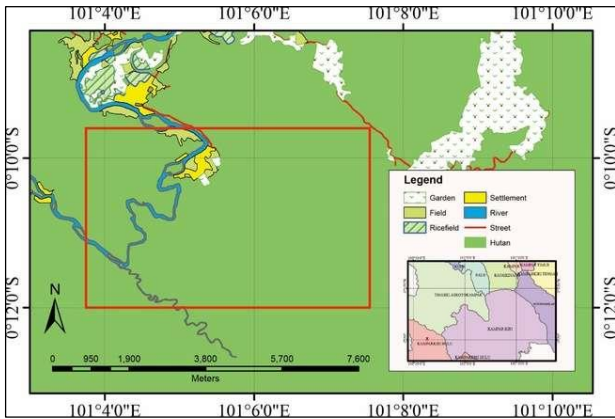 101°4'0"E 101°6'0"E 101°8'0"E 101°10'0"E
0°10'0"S 0°10'0"S
Legend
Garden Settlement
Field River
Ricefield Street
Hutan
KAMPAR KIRI
N
0°12'0"S 0°12'0"S
0 950 1,900 3,800 5,700 7,600
Meters
101°4'0"E 101°6'0"E 101°8'0"E 101°10'0"E